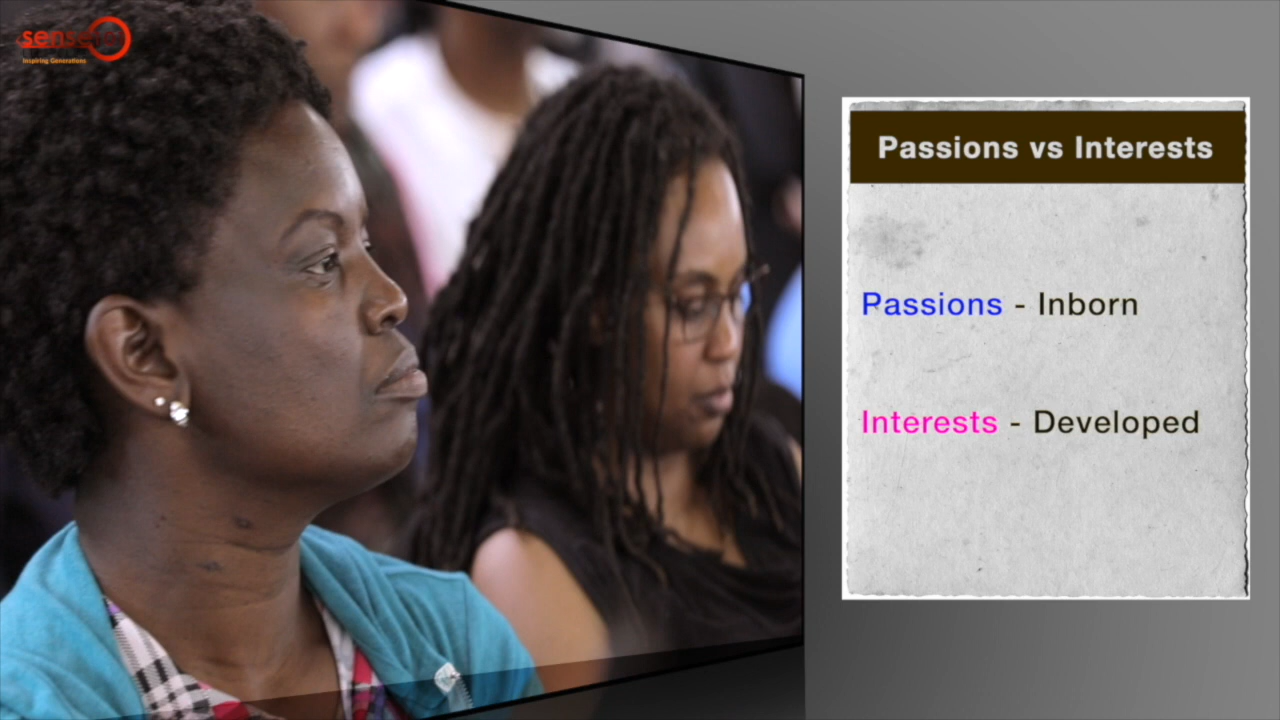 Inspiring Generations
Passions vs Interests
Passions - Inborn
Interests - Developed